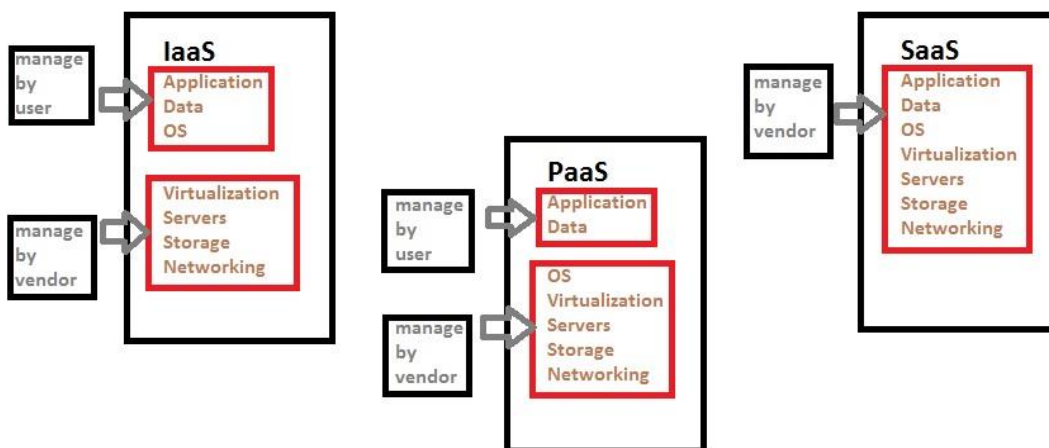 IaaS
manage
by
user
Application
Data
OS
manage
by
vendor
Virtualization
Servers
Storage
Networking
PaaS
manage
by
user
Application
Data
manage
by
vendor
OS
Virtualization
Servers
Storage
Networking
SaaS
manage
by
vendor
Application
Data
OS
Virtualization
Servers
Storage
Networking